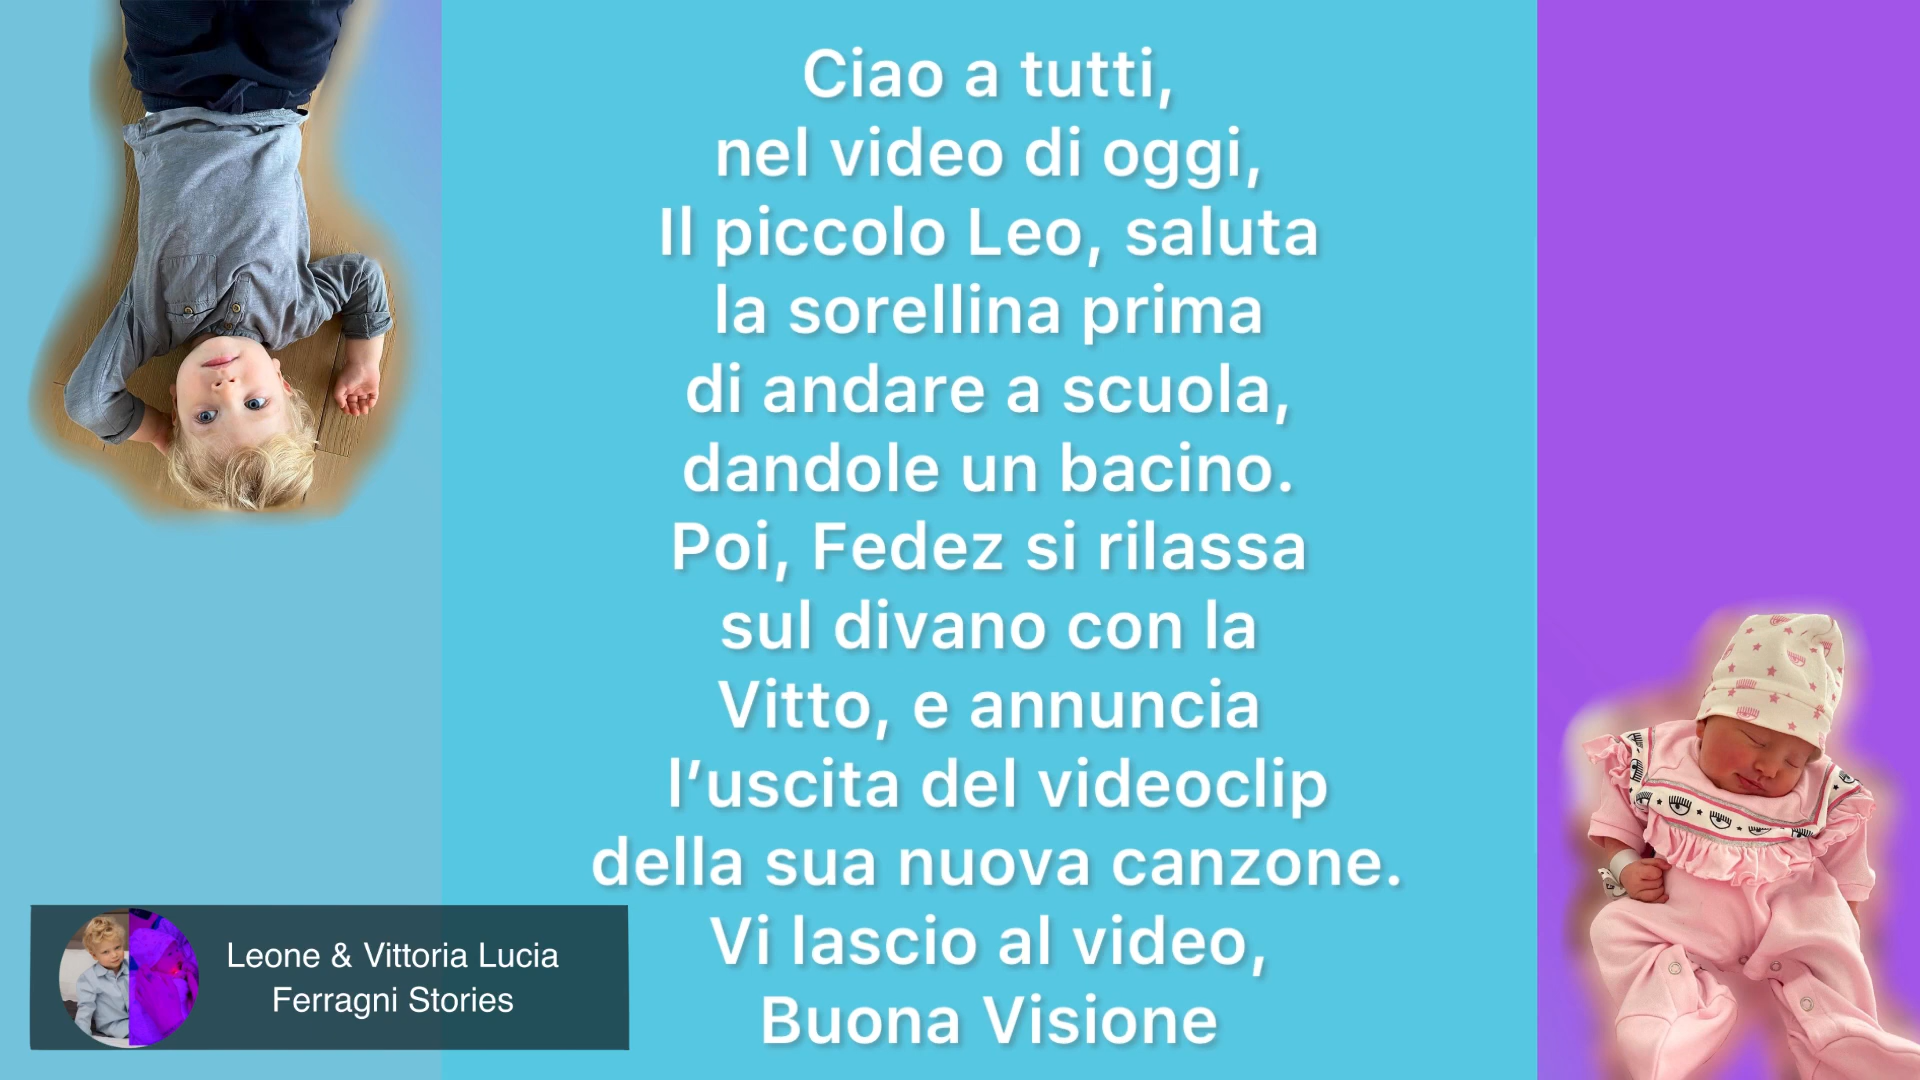 Ciao a tutti,
nel video di oggi,
Il piccolo Leo, saluta
la sorellina prima
di andare a scuola,
dandole un bacino.
Poi, Fedez si rilassa
sul divano con la
Vitto, e annuncia
l’uscita del videoclip
della sua nuova canzone.
Vi lascio al video,
Buona Visione
Leone & Vittoria Lucia
Ferragni Stories